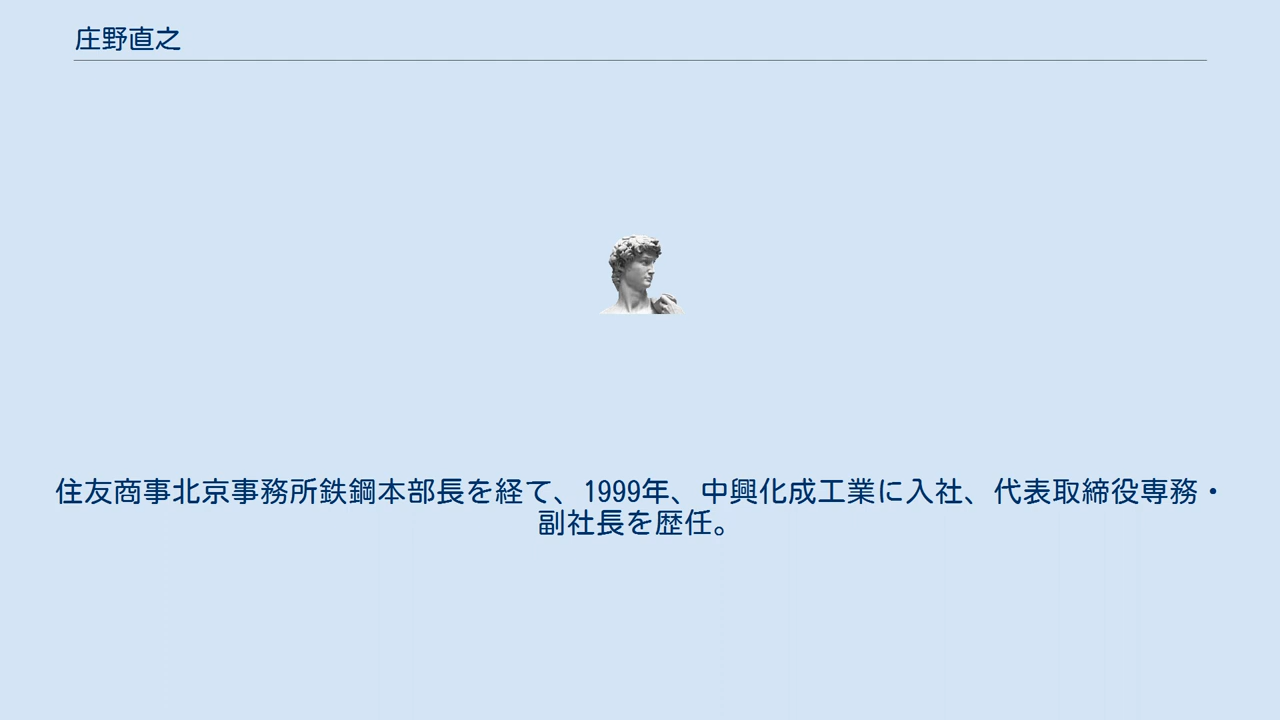 庄野直之
住友商事北京事務所鉄鋼本部長を経て、1999年、中興化成工業に入社、代表取締役専務・
副社長を歴任。